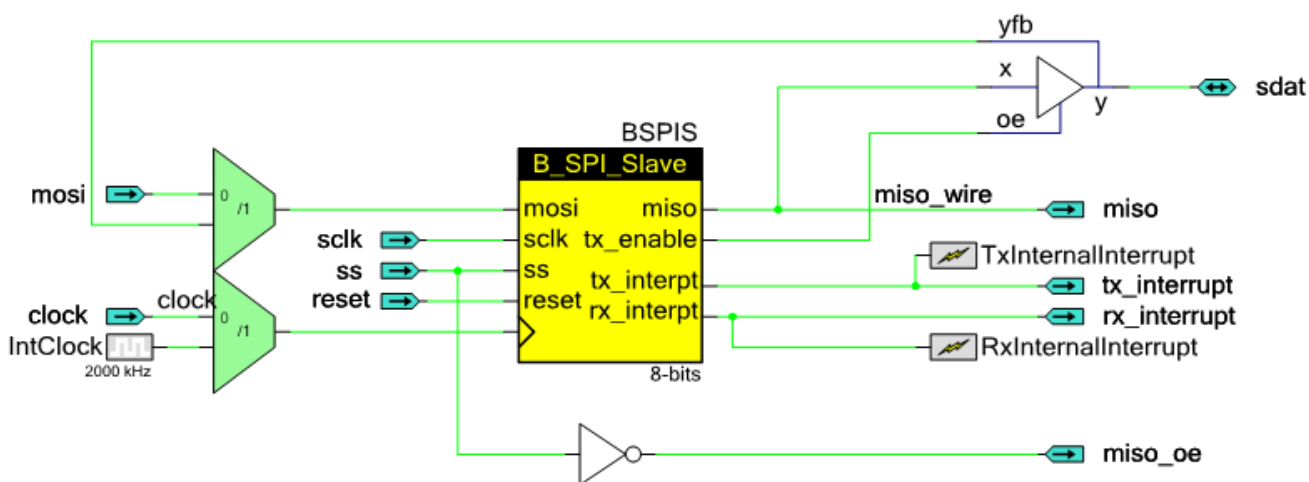 yfb
x
sdat
y
oe
BSPIS
B_SPI_Slave
mosi
0
/1
mosi
miso
miso_wire
miso
sclk
sclk
tx_enable
ss
ss
TxInternalInterrupt
tx_interpt
tx_interrupt
reset
reset
clock
clock
0
/1
rx_interpt
rx_interrupt
IntClock
2000 kHz
RxInternalInterrupt
8-bits
miso_oe